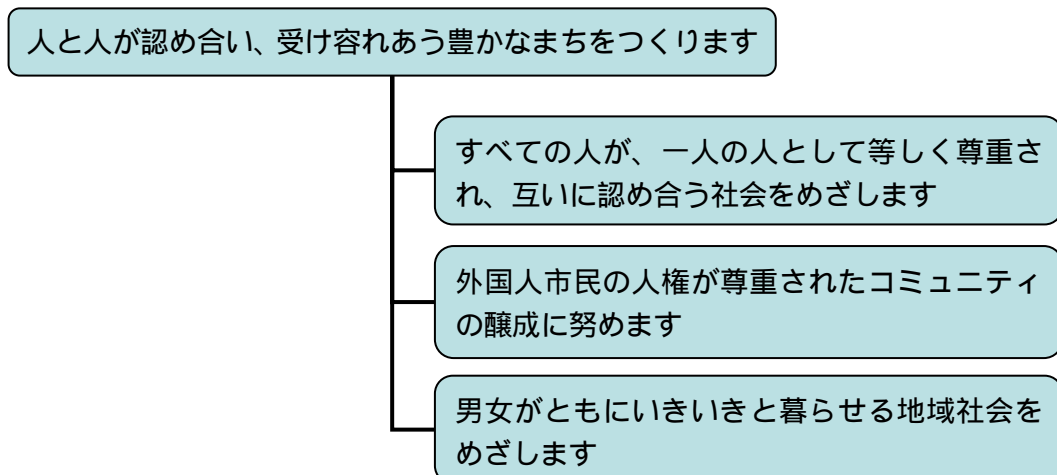 人と人が認め合い、受け容れあう豊かなまちをつくります
すべての人が、一人の人として等しく尊重さ
れ、互いに認め合う社会をめざします
外国人市民の人権が尊重されたコミュニティ
の醸成に努めます
男女がともにいきいきと暮らせる地域社会を
めざします